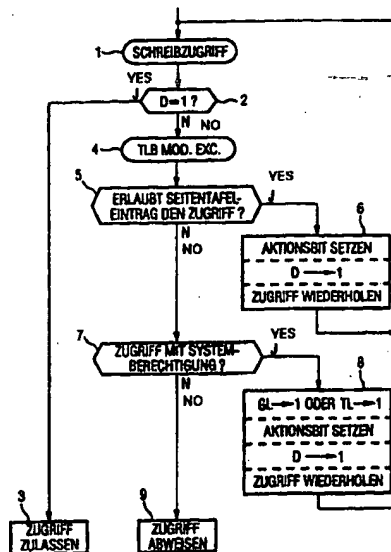 1
SCHREIBZUGRIFF
YES
D=1 ?
2
N NO
4
TLB MOD. EXC.
5
YES
ERLAUBT SEITENTAFEL-
EINTRAG DEN ZUGRIFF ?
N
NO
6
AKTIONSBIT SETZEN
D → 1
ZUGRIFF WIEDERHOLEN
7
YES
ZUGRIFF MIT SYSTEM-
BERECHTIGUNG ?
N
NO
8
GL→1 ODER TL→1
AKTIONSBIT SETZEN
D → 1
ZUGRIFF WIEDERHOLEN
3
ZUGRIFF
ZULASSEN
9
ZUGRIFF
ABWEISEN